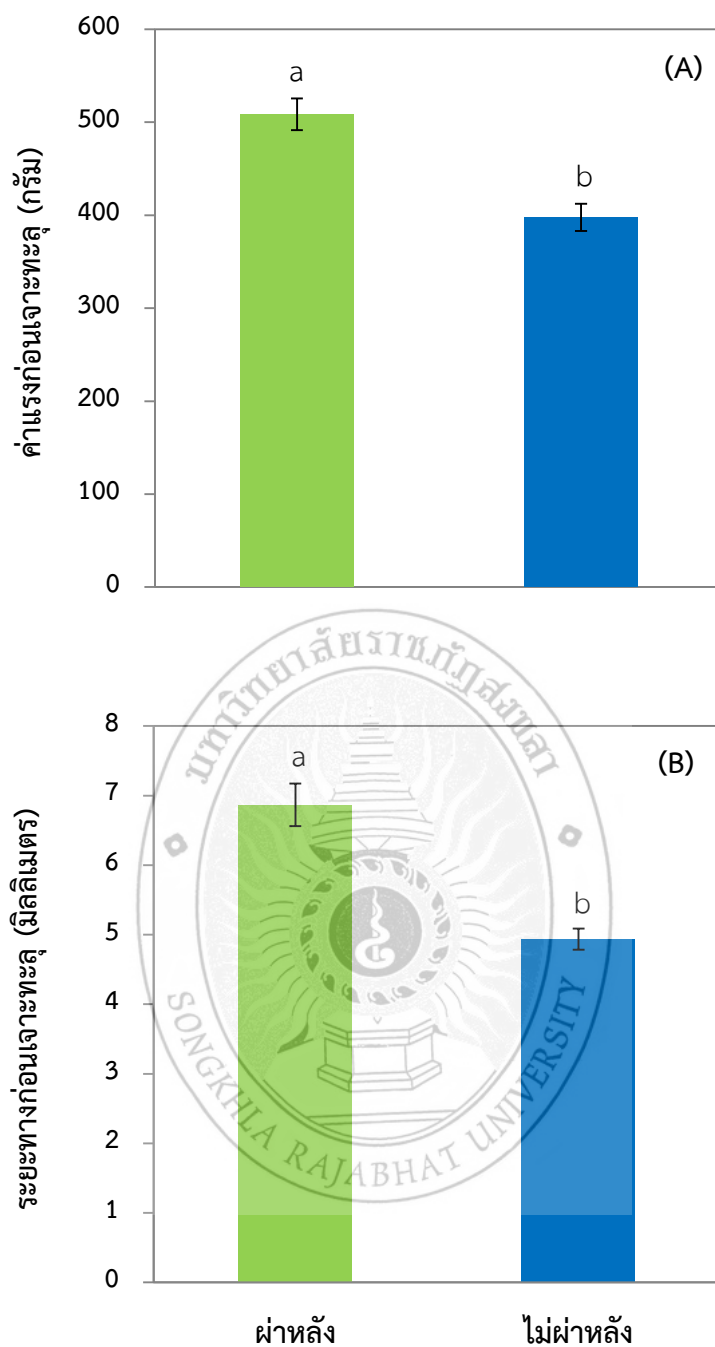 600
(A)
a
500
b
400
300
200
100
0
ค่าแรงก่อนเจาะทะลุ (กรัม)
มหาวิทยาลัยราชภัฏสงขลา
8
(B)
a
7
6
b
5
4
3
2
1
0
ระยะทางก่อนเจาะทะลุ (มิลลิเมตร)
SONGKHLA RAJABHAT UNIVERSITY
ผ่าหลัง ไม่ผ่าหลัง